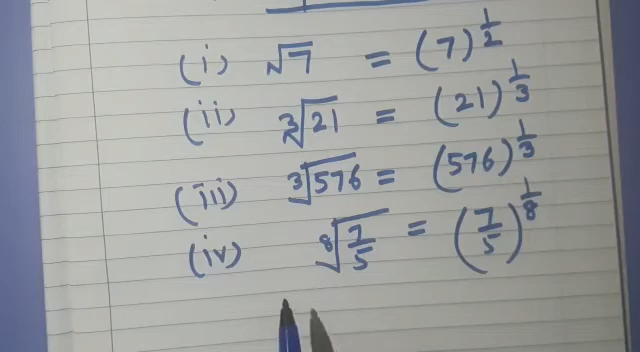 (i) √7 = (7)^1/2
(ii) ∛21 = (21)^1/3
(iii) ∛576 = (576)^1/3
(iv) ⁸√7/5 = (7/5)^1/8